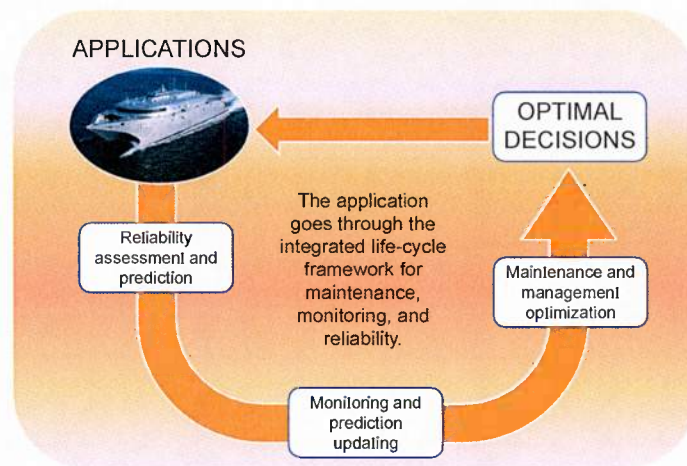 APPLICATIONS
OPTIMAL
DECISIONS
The application
goes through the
integrated life-cycle
framework for
maintenance,
monitoring, and
reliability.
Reliability
assessment and
prediction
Maintenance and
management
optimization
Monitoring and
prediction
updating